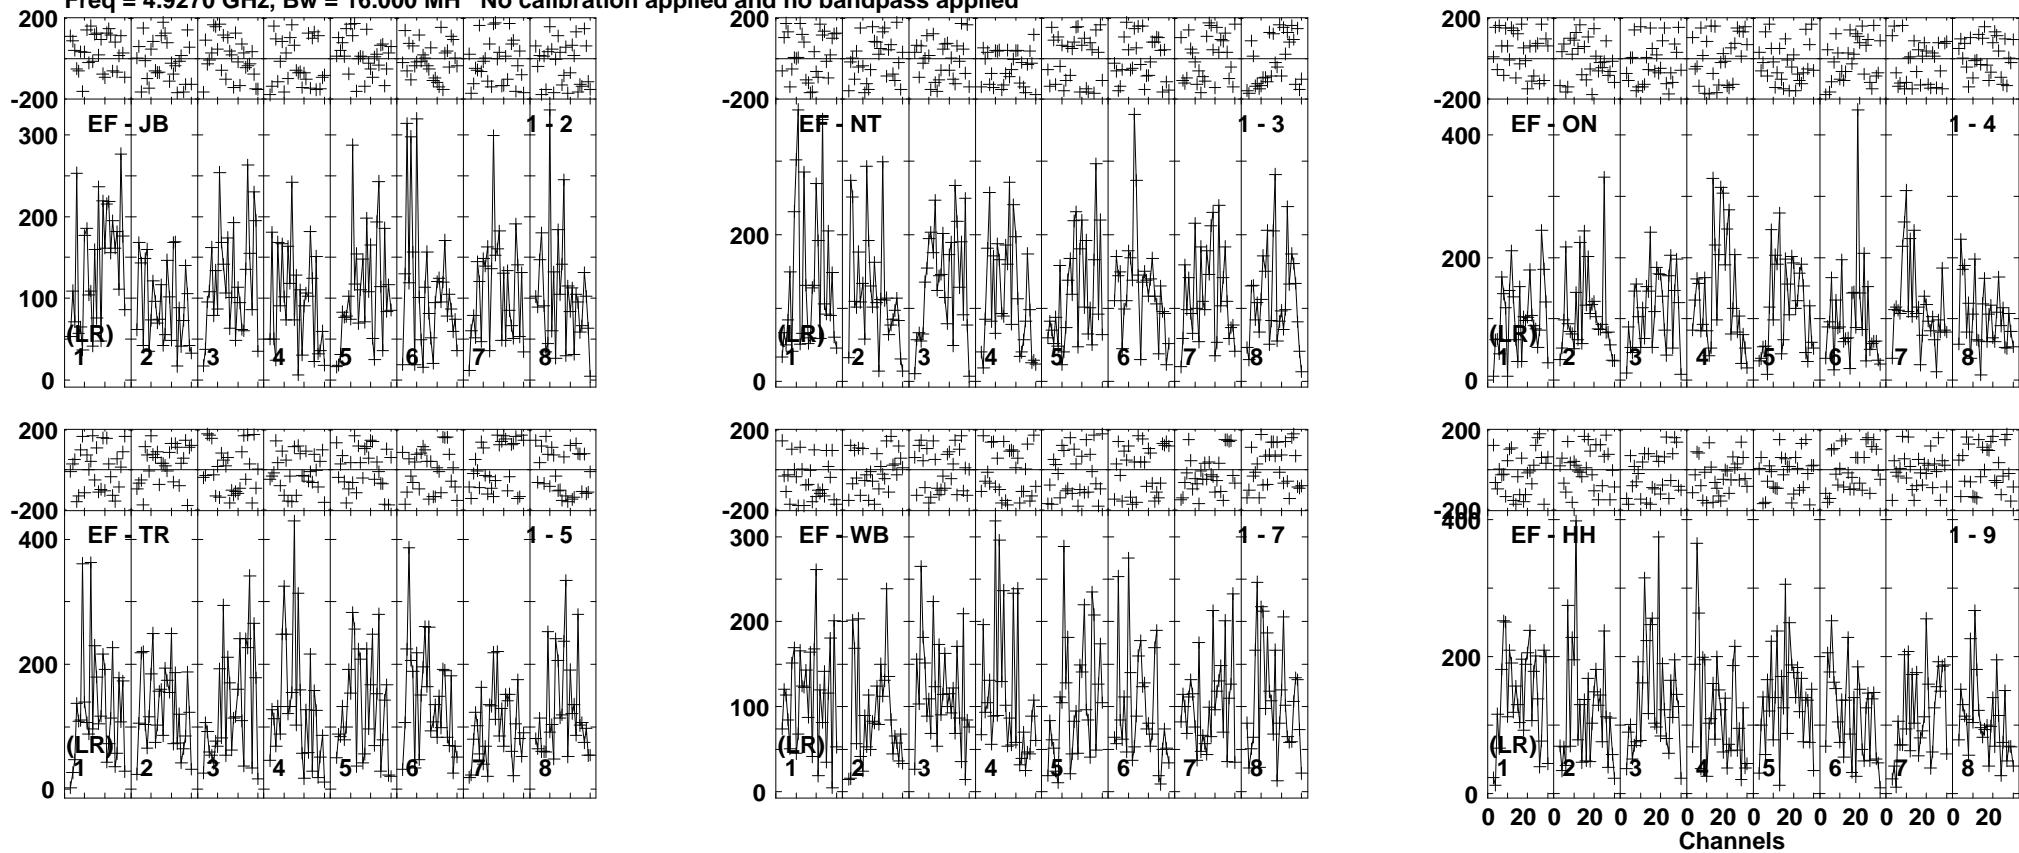 Freq = 4.9270 GHz, Bw = 16.000 MH No calibration applied and no bandpass applied
200
-200
EF - JB
1 - 2
300
200
100
0
(LR)
1 2 3 4 5 6 7 8
200
-200
EF - NT
1 - 3
200
0
(LR)
1 2 3 4 5 6 7 8
200
-200
EF - ON
1 - 4
400
200
0
(LR)
1 2 3 4 5 6 7 8
200
-200
EF - TR
1 - 5
400
200
0
(LR)
1 2 3 4 5 6 7 8
200
-200
EF - WB
1 - 7
300
200
100
0
(LR)
1 2 3 4 5 6 7 8
200
-200
400
EF - HH
1 - 9
200
0
(LR)
1 2 3 4 5 6 7 8
0 20 0 20 0 20 0 20 0 20 0 20 0 20 0 20
Channels